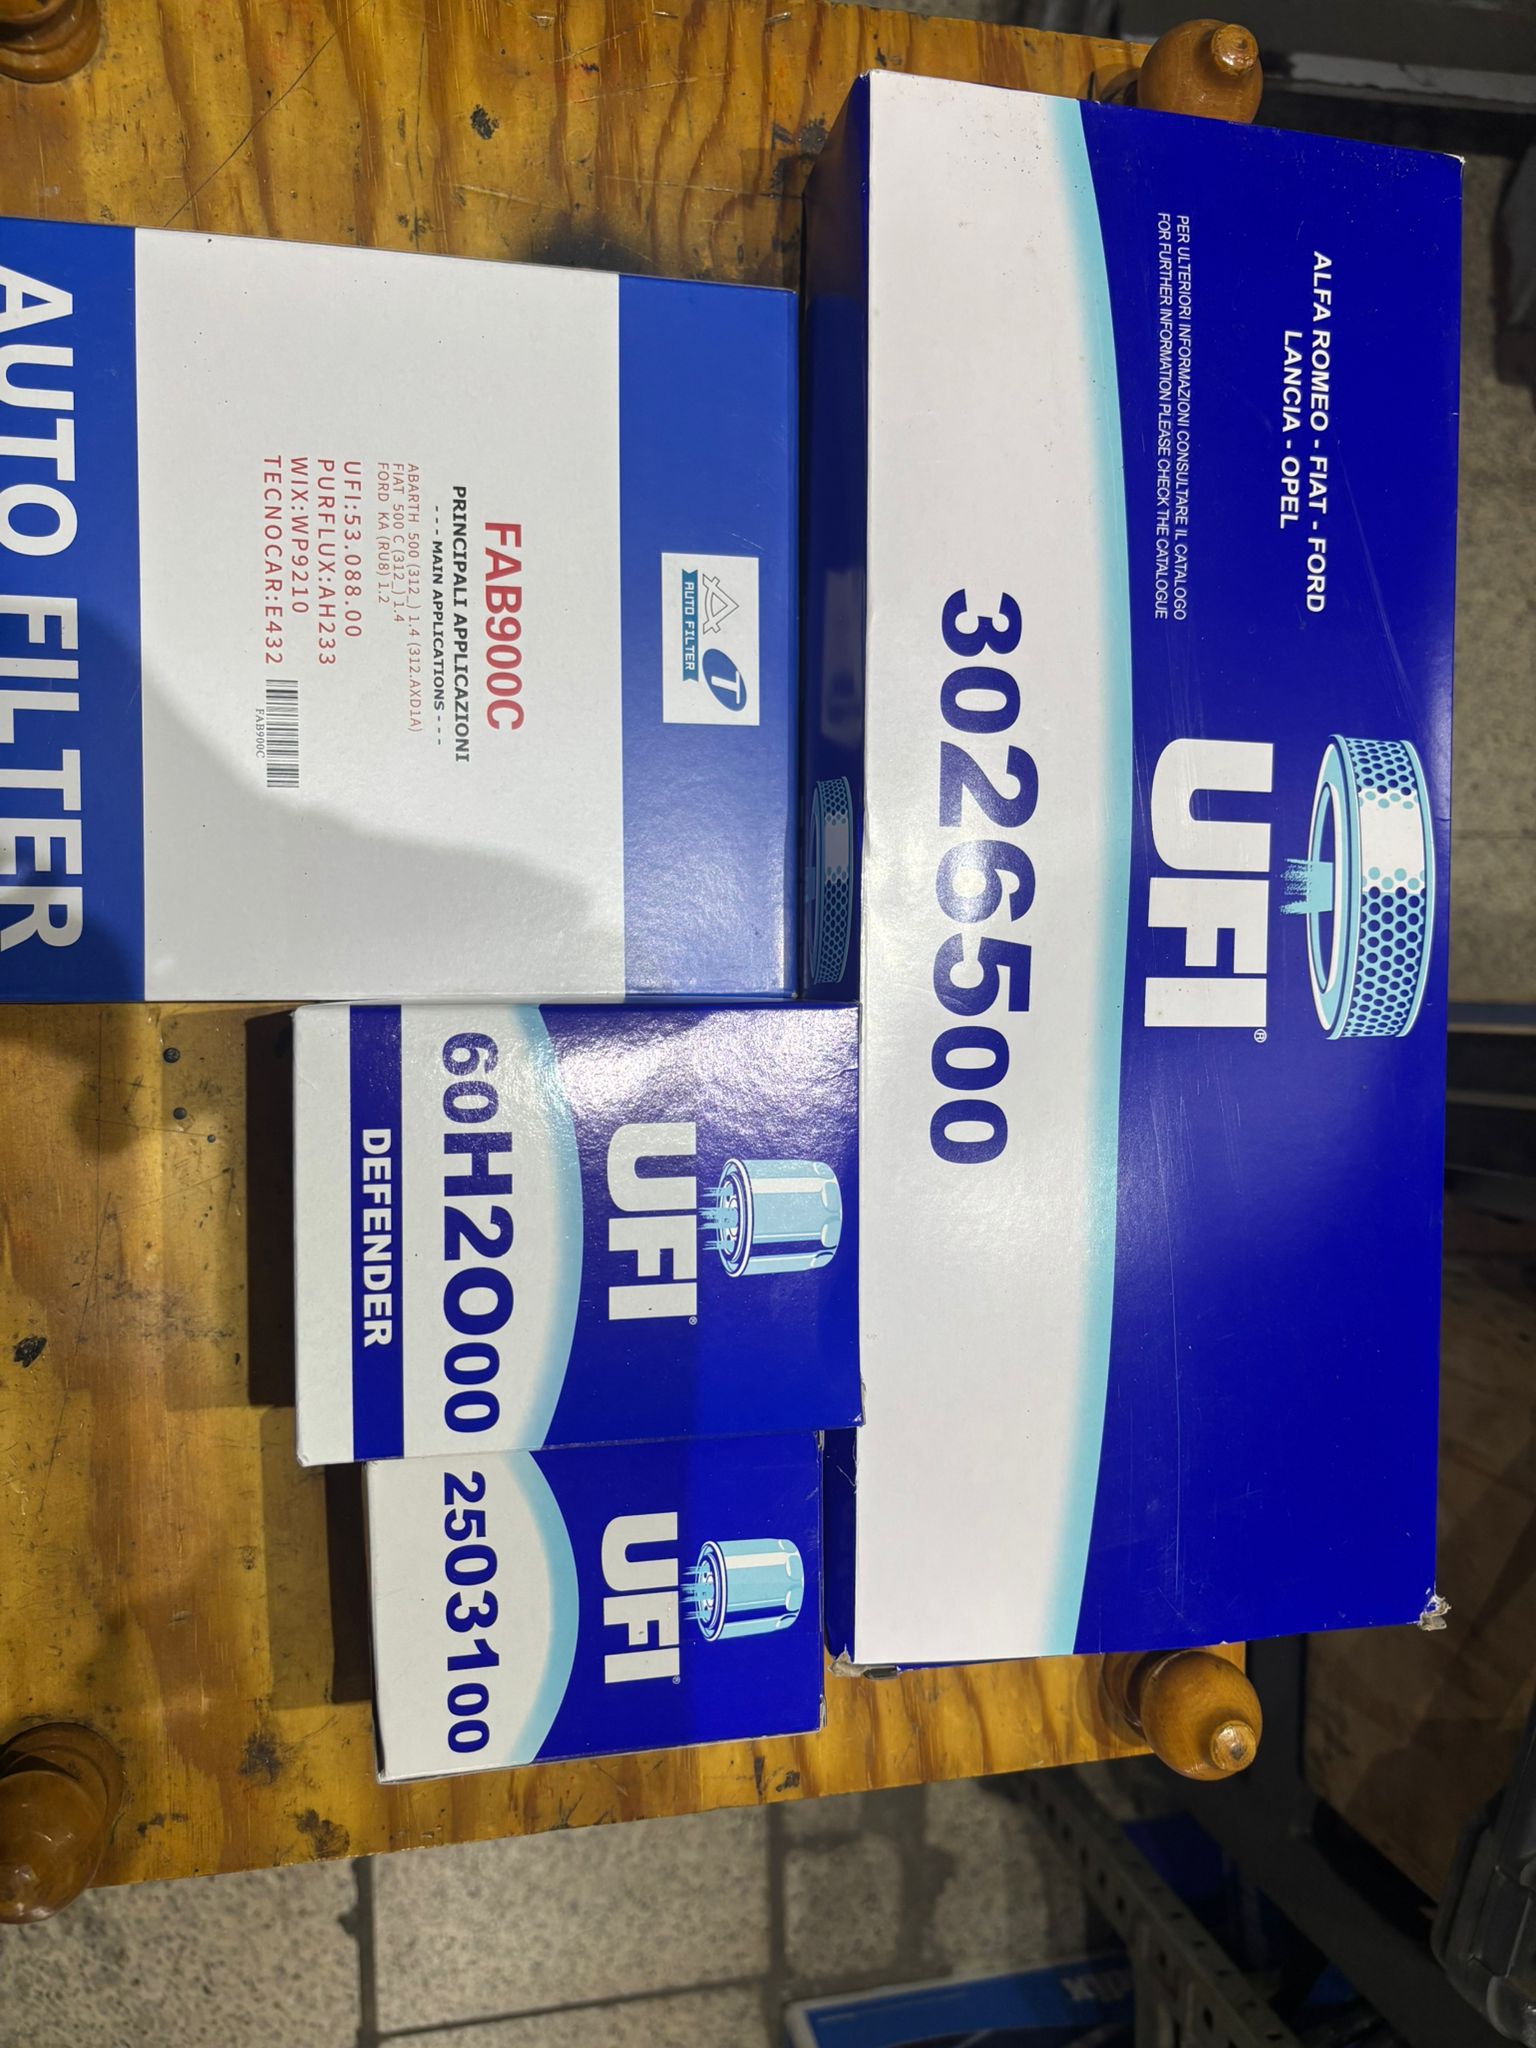 ALFA ROMEO - FIAT - FORD
LANCIA - OPEL
PER ULTERIORI INFORMAZIONI CONSULTARE IL CATALOGO
FOR FURTHER INFORMATION PLEASE CHECK THE CATALOGUE
UFI®
3026500
T
AUTO FILTER
FAB900C
PRINCIPALI APPLICAZIONI
--- MAIN APPLICATIONS ---
ABARTH 500 (312_) 1.4 (312.AXD1A)
FIAT 500 C (312_) 1.4
FORD KA (RU8) 1.2
UFI:53.088.00
PURFLUX:AH233
WIX:WP9210
TECNOCAR:E432
FAB900C
AUTO FILTER
UFI®
60H2O00
DEFENDER
UFI®
2503100